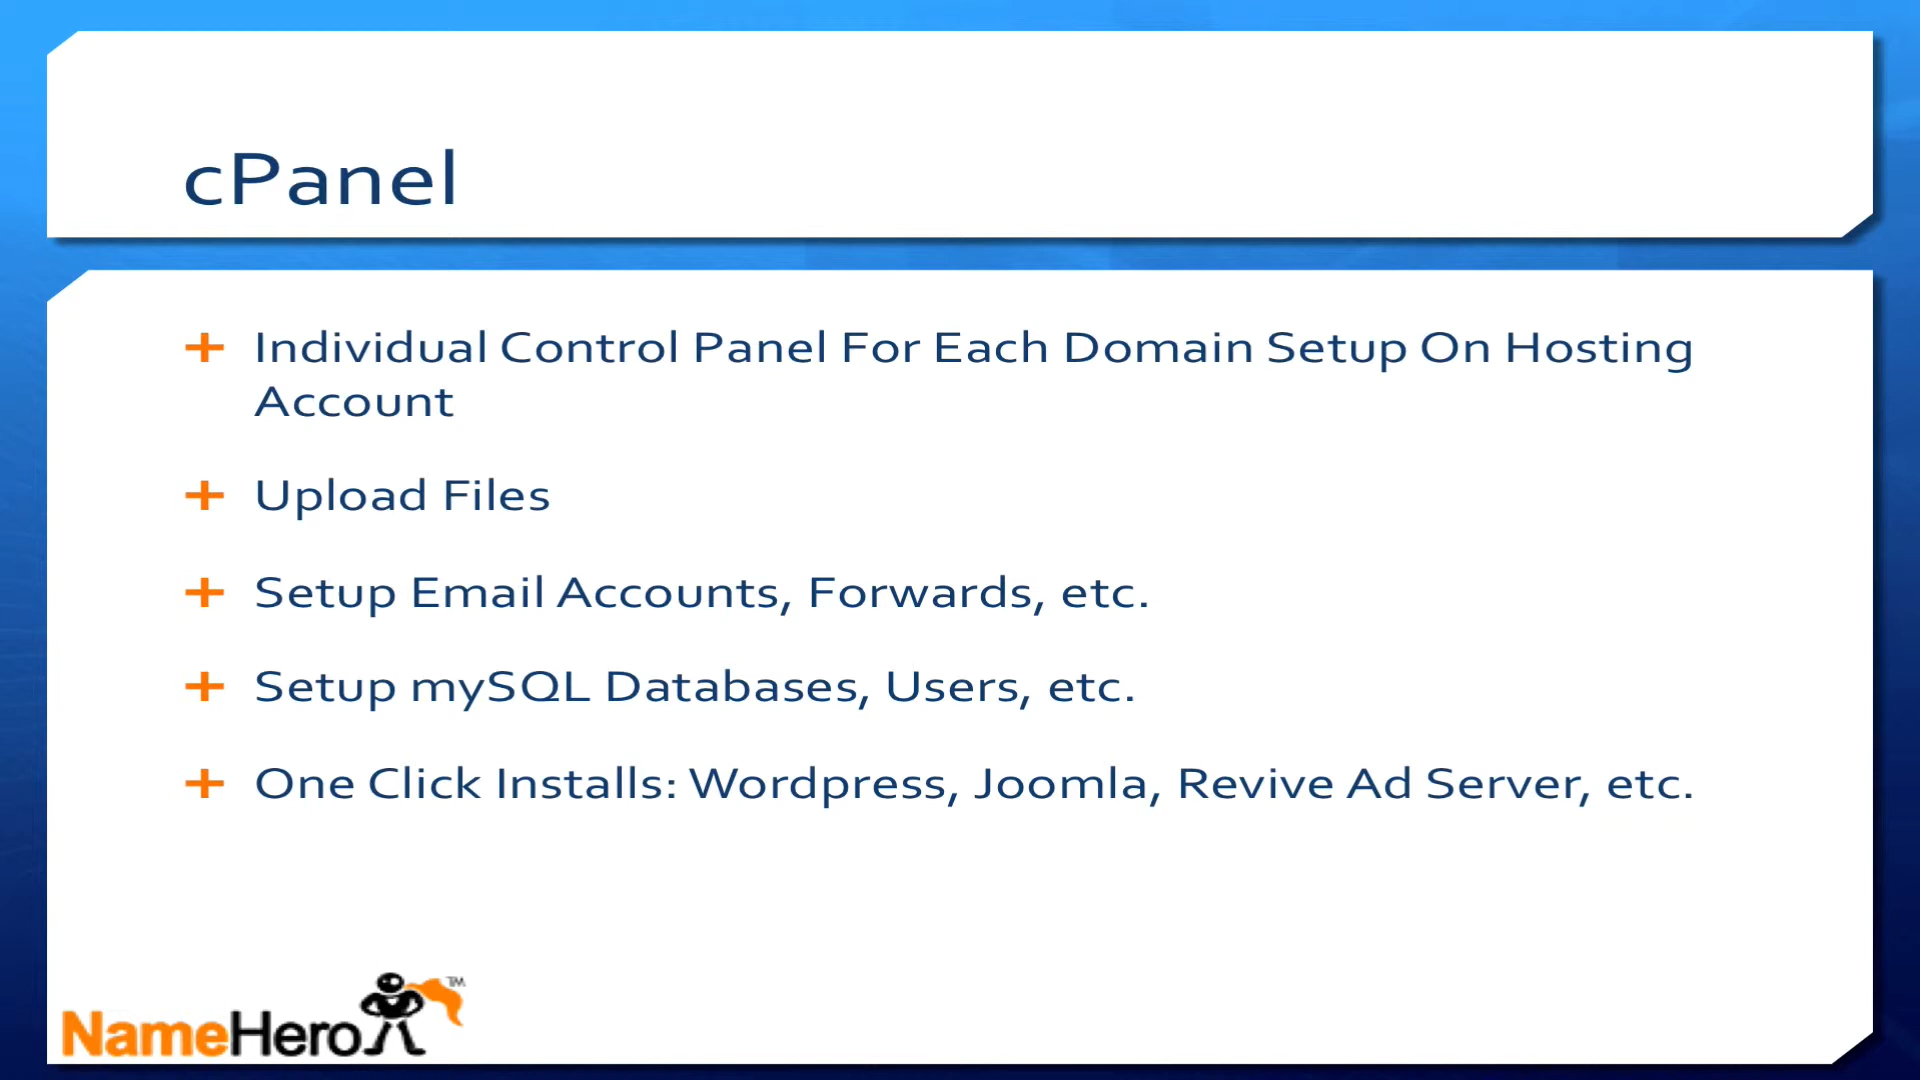 cPanel
Individual Control Panel For Each Domain Setup On Hosting
Account
Upload Files
Setup Email Accounts, Forwards, etc.
Setup mySQL Databases, Users, etc.
One Click Installs: Wordpress, Joomla, Revive Ad Server, etc.
NameHero TM